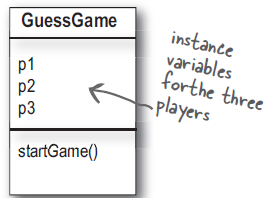 GuessGame
p1
p2
p3
startGame()
instance
variables
forthe three
players